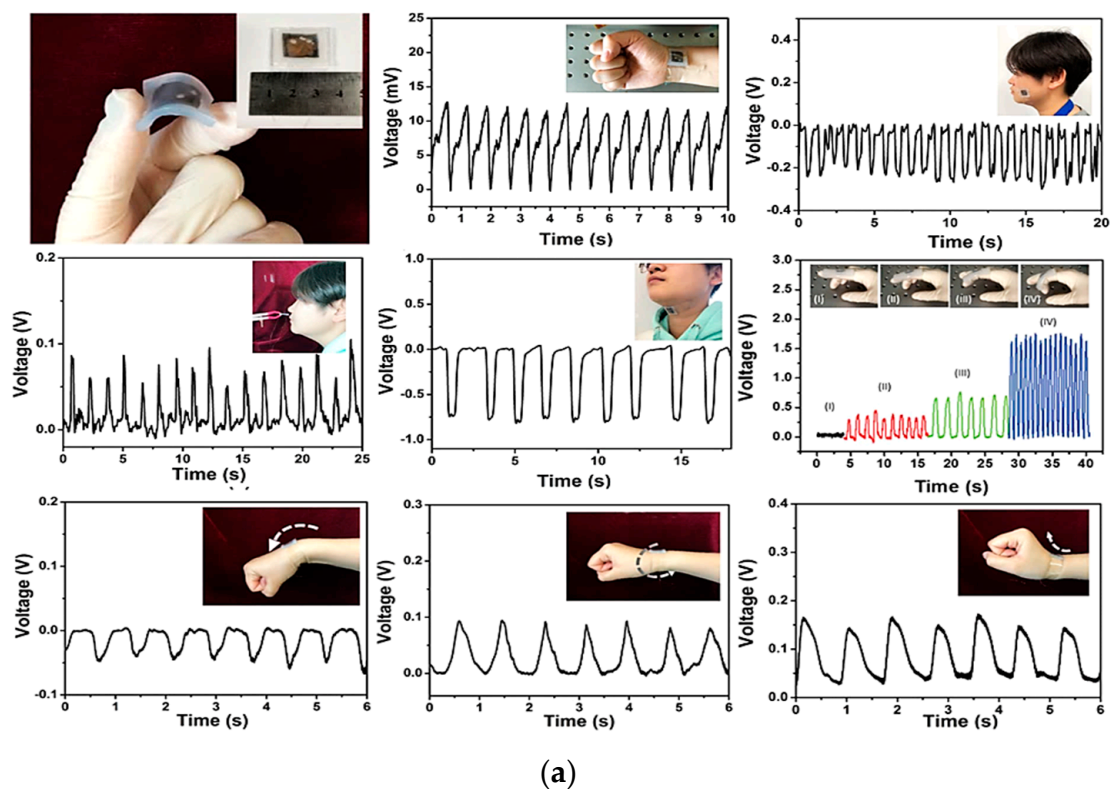 1 2 3 4 5
Voltage (mV)
25
20
15
10
5
0
0 1 2 3 4 5 6 7 8 9 10
Time (s)
Voltage (V)
0.4
0.2
0.0
-0.2
-0.4
0 5 10 15 20
Time (s)
Voltage (V)
0.2
0.1
0.0
0 5 10 15 20 25
Time (s)
Voltage (V)
1.0
0.5
0.0
-0.5
-1.0
0 5 10 15
Time (s)
Voltage (V)
3.0
2.5
2.0
1.5
1.0
0.5
0.0
(I) (II) (III) (IV)
(IV)
(III)
(II)
(I)
0 5 10 15 20 25 30 35 40
Time (s)
Voltage (V)
0.2
0.1
0.0
-0.1
0 1 2 3 4 5 6
Time (s)
Voltage (V)
0.3
0.2
0.1
0.0
0 1 2 3 4 5 6
Time (s)
Voltage (V)
0.4
0.3
0.2
0.1
0.0
0 1 2 3 4 5 6
Time (s)
(a)